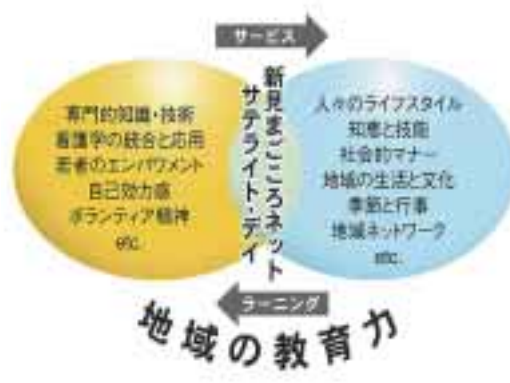 サービス
専門的知識・技術
看護学の統合と応用
若者のエンパワメント
自己効力感
ボランティア精神
etc.
新見まごころネット
サテライト・デイ
人々のライフスタイル
知恵と技能
社会的マナー
地域の生活と文化
季節と行事
地域ネットワーク
etc.
ラーニング
地域の教育力